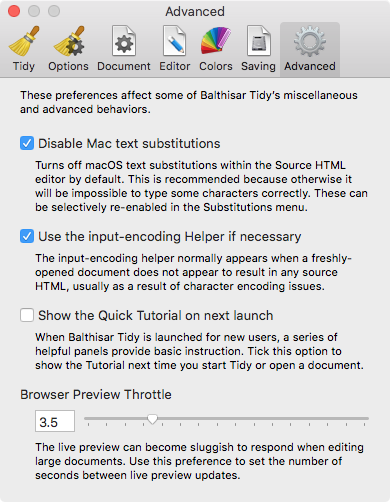 Advanced
Tidy Options Document Editor Colors Saving Advanced
These preferences affect some of Balthisar Tidy's miscellaneous
and advanced behaviors.
Disable Mac text substitutions
Turns off macOS text substitutions within the Source HTML
editor by default. This is recommended because otherwise it
will be impossible to type some characters correctly. These can
be selectively re-enabled in the Substitutions menu.
Use the input-encoding Helper if necessary
The input-encoding helper normally appears when a freshly-
opened document does not appear to result in any source
HTML, usually as a result of character encoding issues.
Show the Quick Tutorial on next launch
When Balthisar Tidy is launched for new users, a series of
helpful panels provide basic instruction. Tick this option to
show the Tutorial next time you start Tidy or open a document.
Browser Preview Throttle
3.5
The live preview can become sluggish to respond when editing
large documents. Use this preference to set the number of
seconds between live preview updates.